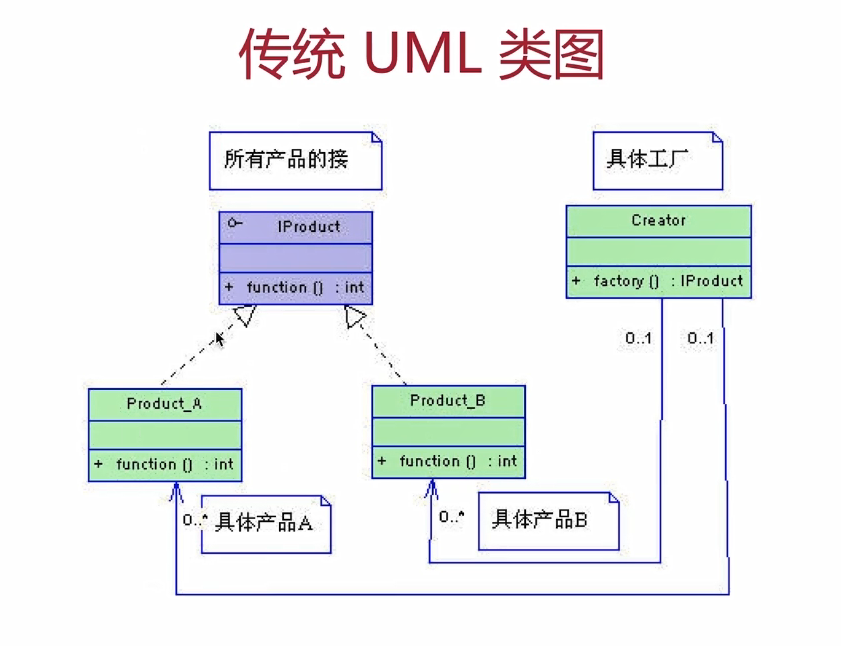 传统 UML 类图
所有产品的接
具体工厂
IProduct
+ function () : int
Creator
+ factory () : IProduct
0..1
0..1
Product_A
+ function () : int
Product_B
+ function () : int
0..*
具体产品A
0..*
具体产品B